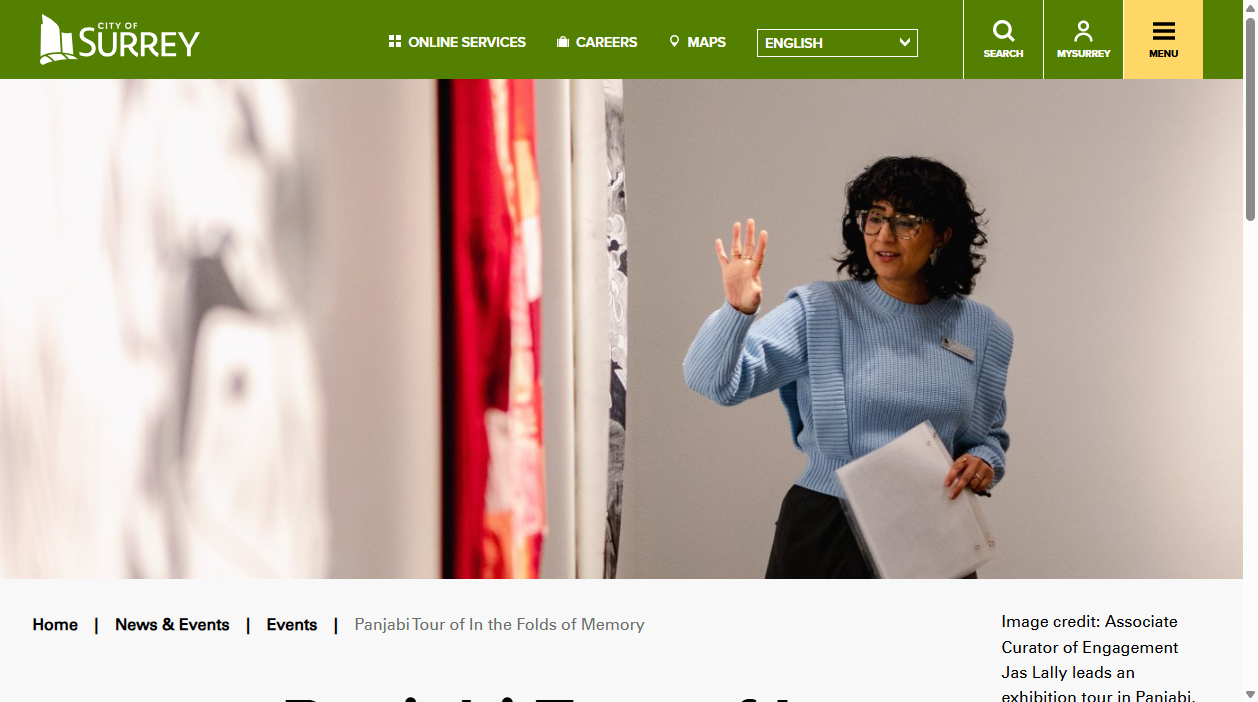 CITY OF
SURREY
ONLINE SERVICES
CAREERS
MAPS
ENGLISH
SEARCH
MYSURREY
MENU
Home | News & Events | Events | Panjabi Tour of In the Folds of Memory
Image credit: Associate
Curator of Engagement
Jas Lally leads an
exhibition tour in Panjabi.